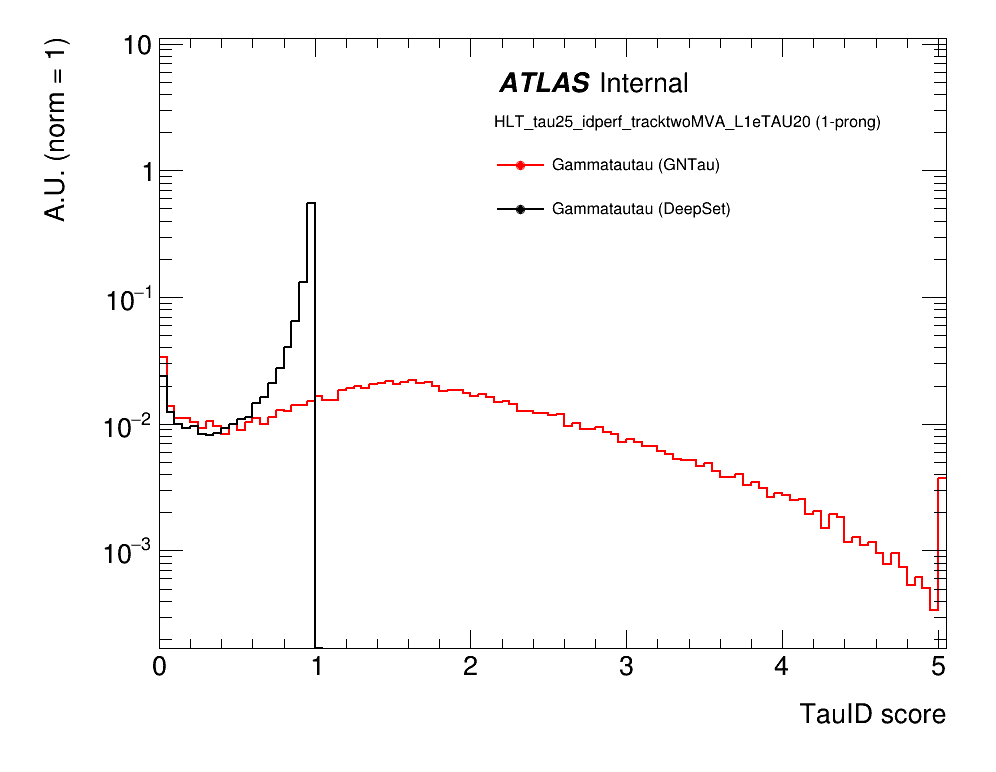 A.U. (norm = 1)
10
1
10⁻¹
10⁻²
10⁻³
ATLAS Internal
HLT_tau25_idperf_tracktwoMVA_L1eTAU20 (1-prong)
Gammatautau (GNTau)
Gammatautau (DeepSet)
0 1 2 3 4 5
TauID score